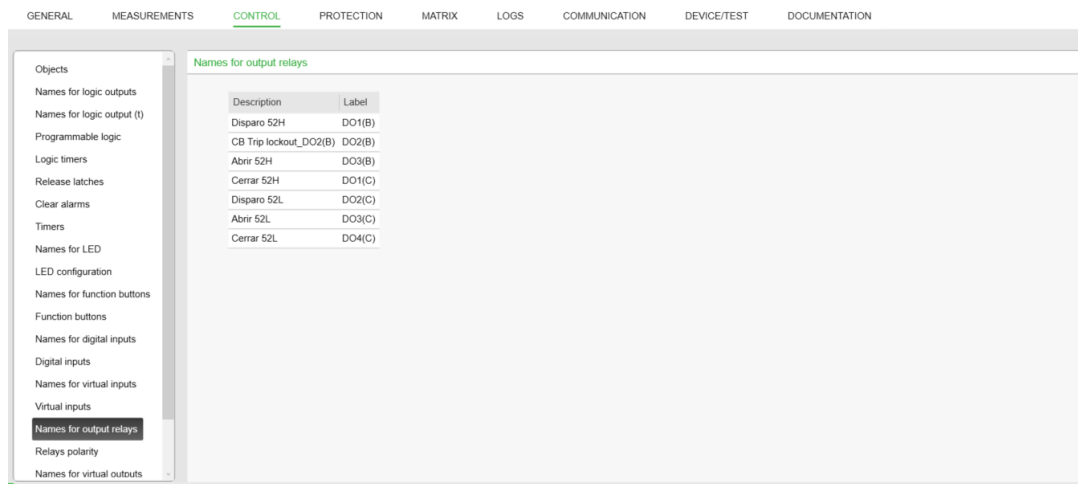 GENERAL MEASUREMENTS CONTROL PROTECTION MATRIX LOGS COMMUNICATION DEVICE/TEST DOCUMENTATION
Objects
Names for logic outputs
Names for logic output (t)
Programmable logic
Logic timers
Release latches
Clear alarms
Timers
Names for LED
LED configuration
Names for function buttons
Function buttons
Names for digital inputs
Digital inputs
Names for virtual inputs
Virtual inputs
Names for output relays
Relays polarity
Names for virtual outputs
Names for output relays
Description Label
Disparo 52H DO1(B)
CB Trip lockout_DO2(B) DO2(B)
Abrir 52H DO3(B)
Cerrar 52H DO1(C)
Disparo 52L DO2(C)
Abrir 52L DO3(C)
Cerrar 52L DO4(C)